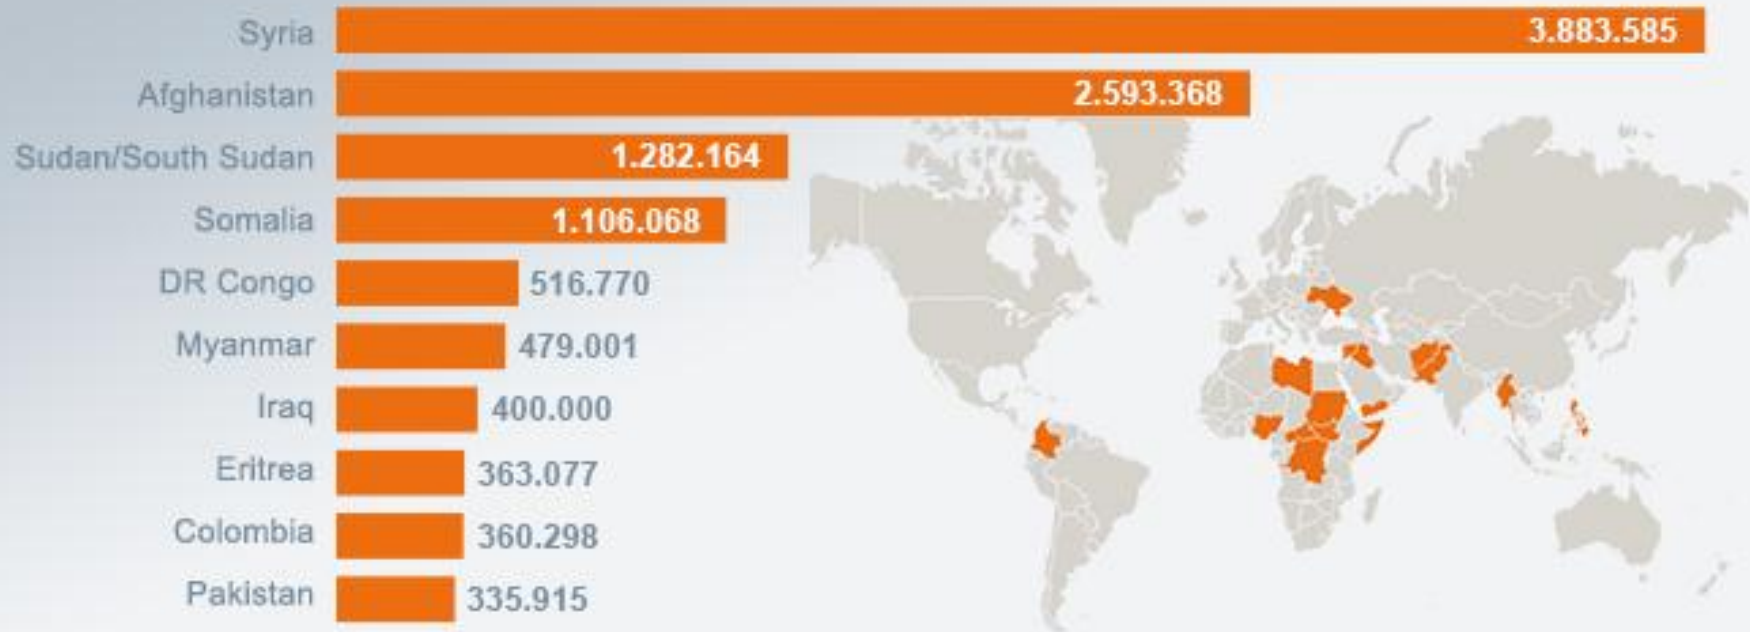 Syria 3.883.585
Afghanistan 2.593.368
Sudan/South Sudan 1.282.164
Somalia 1.106.068
DR Congo 516.770
Myanmar 479.001
Iraq 400.000
Eritrea 363.077
Colombia 360.298
Pakistan 335.915